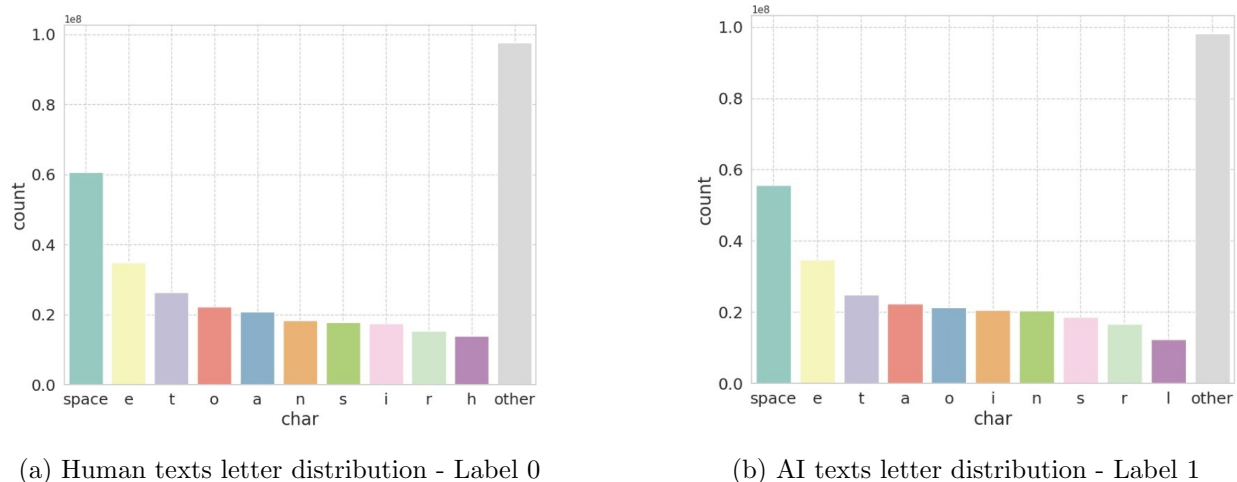 1e8
1.0
0.8
0.6
0.4
0.2
0.0
count
space e t o a n s i r h other
char
(a) Human texts letter distribution - Label 0
1e8
1.0
0.8
0.6
0.4
0.2
0.0
count
space e t a o i n s r l other
char
(b) AI texts letter distribution - Label 1